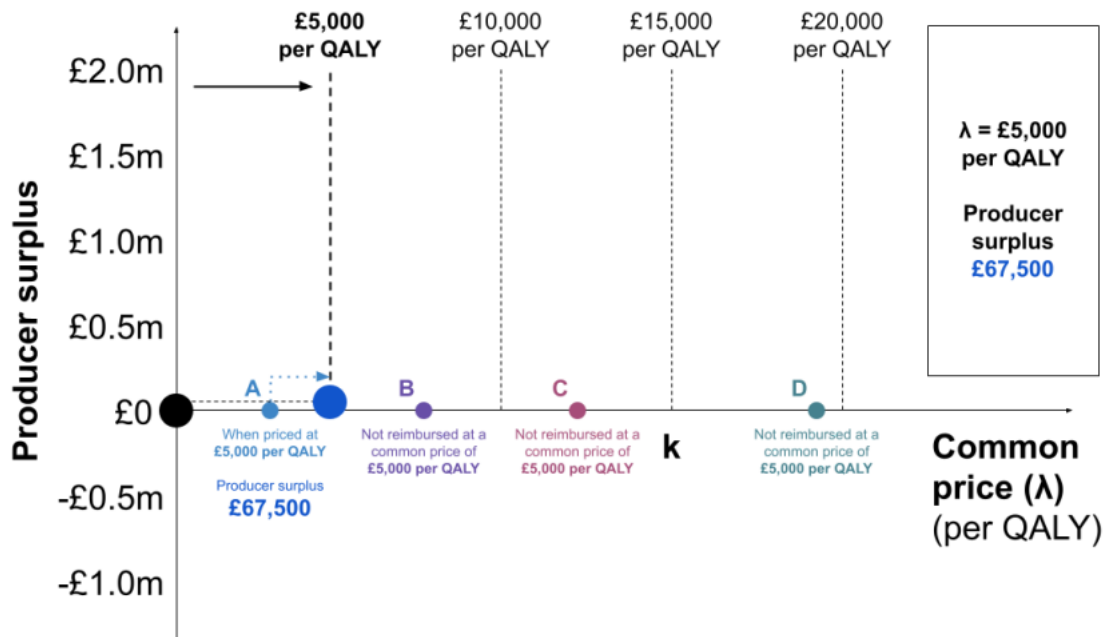 £5,000
per QALY
£10,000
per QALY
£15,000
per QALY
£20,000
per QALY
£2.0m
£1.5m
£1.0m
£0.5m
£0
-£0.5m
-£1.0m
Producer surplus
λ = £5,000
per QALY
Producer
surplus
£67,500
A
B
C
D
When priced at
£5,000 per QALY
Producer surplus
£67,500
Not reimbursed at a
common price of
£5,000 per QALY
Not reimbursed at a
common price of
£5,000 per QALY
k
Not reimbursed at a
common price of
£5,000 per QALY
Common
price (λ)
(per QALY)